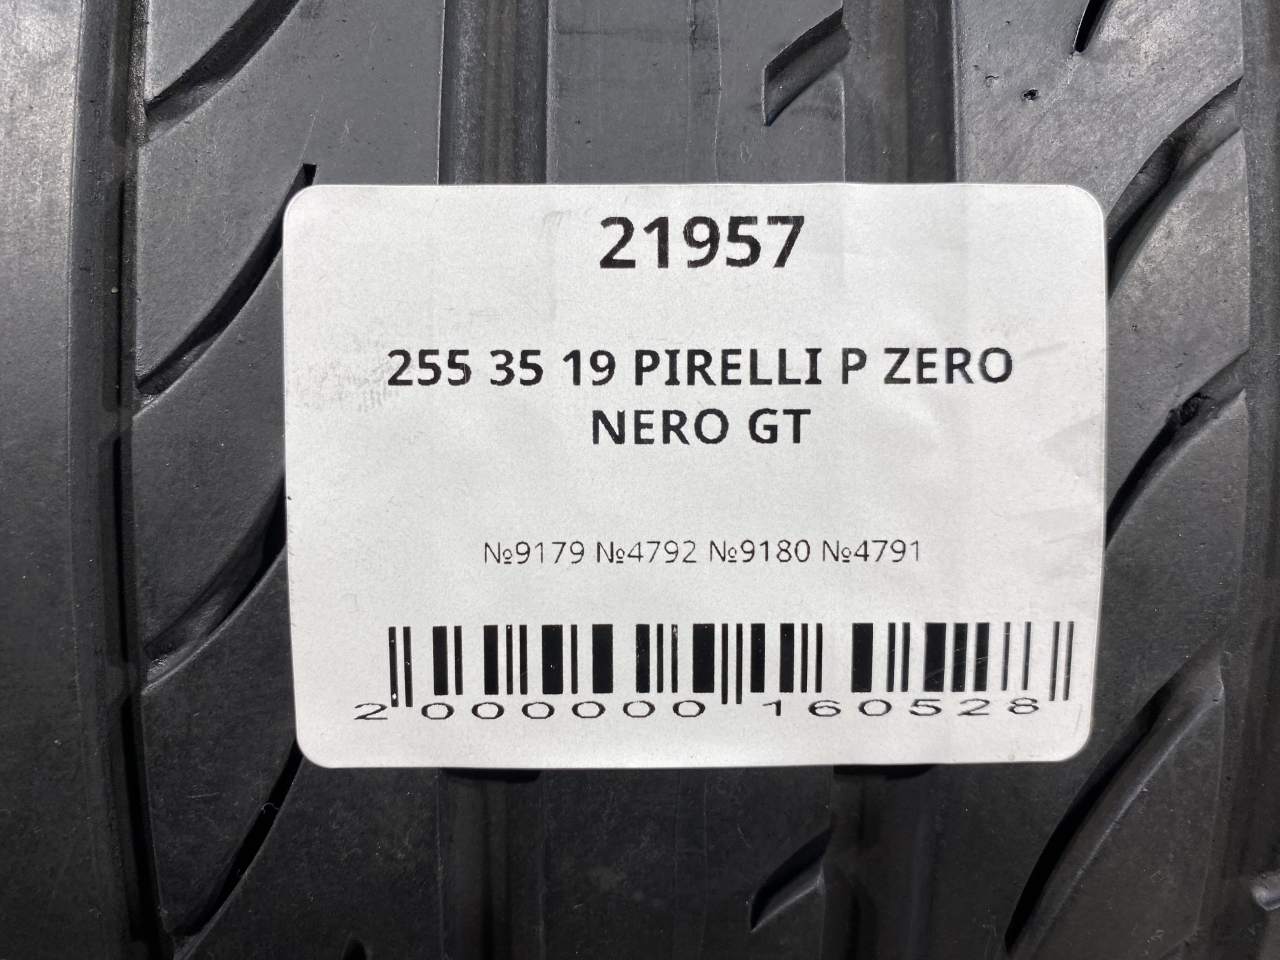 21957
255 35 19 PIRELLI P ZERO
NERO GT
№9179 №4792 №9180 №4791
2 000000 160528